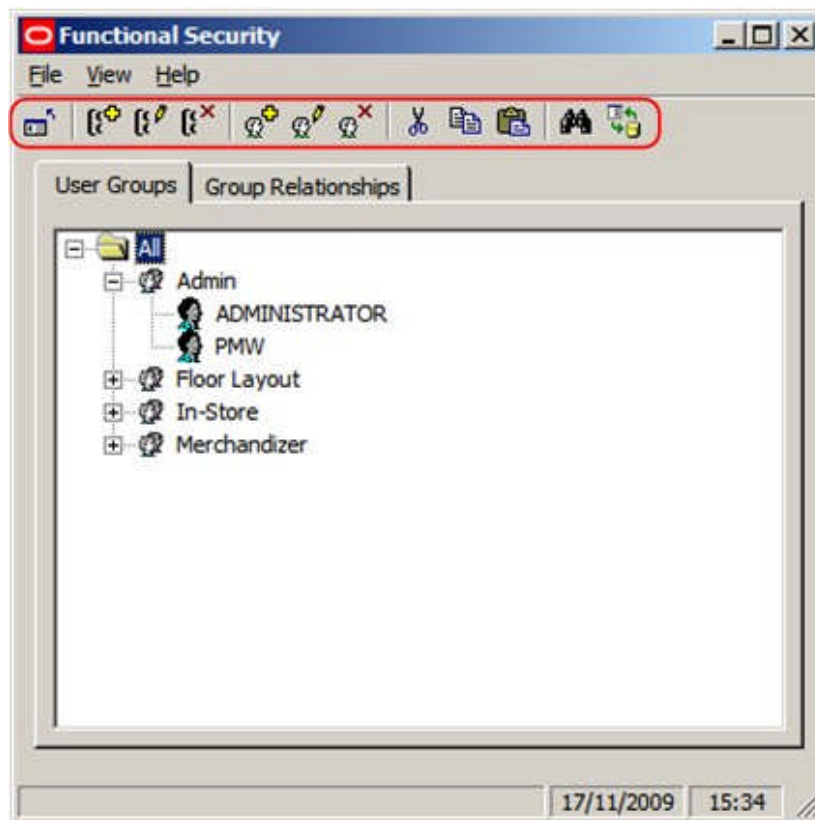 Functional Security
File View Help
User Groups Group Relationships
All
Admin
ADMINISTRATOR
PMW
Floor Layout
In-Store
Merchandizer
17/11/2009 15:34